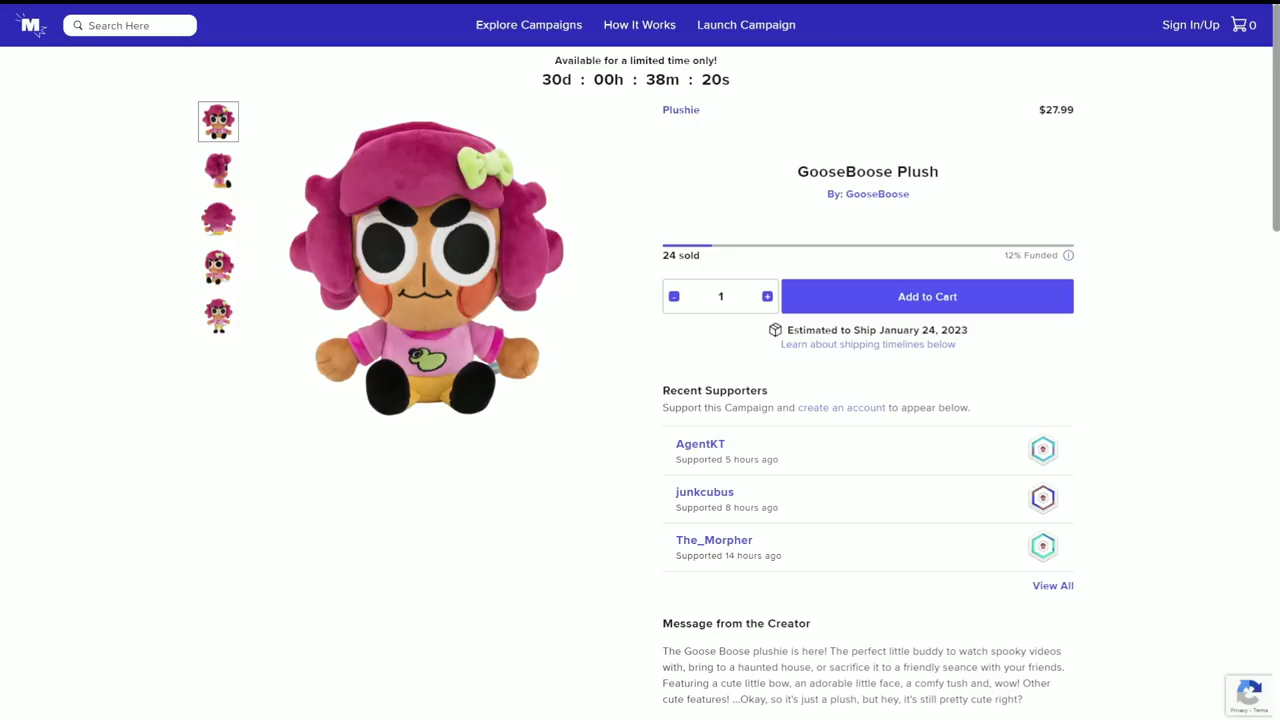 M
Search Here
Explore Campaigns
How It Works
Launch Campaign
Sign In/Up
0
Available for a limited time only!
30d : 00h : 38m : 20s
Plushie
$27.99
GooseBoose Plush
By: GooseBoose
24 sold
12% Funded
- 1 +
Add to Cart
Estimated to Ship January 24, 2023
Learn about shipping timelines below
Recent Supporters
Support this Campaign and create an account to appear below.
AgentKT
Supported 5 hours ago
junkcubus
Supported 8 hours ago
The_Morpher
Supported 14 hours ago
View All
Message from the Creator
The Goose Boose plushie is here! The perfect little buddy to watch spooky videos
with, bring to a haunted house, or sacrifice it to a friendly seance with your friends.
Featuring a cute little bow, an adorable little face, a comfy tush and, wow! Other
cute features! ...Okay, so it's just a plush, but hey, it's still pretty cute right?
Privacy - Terms